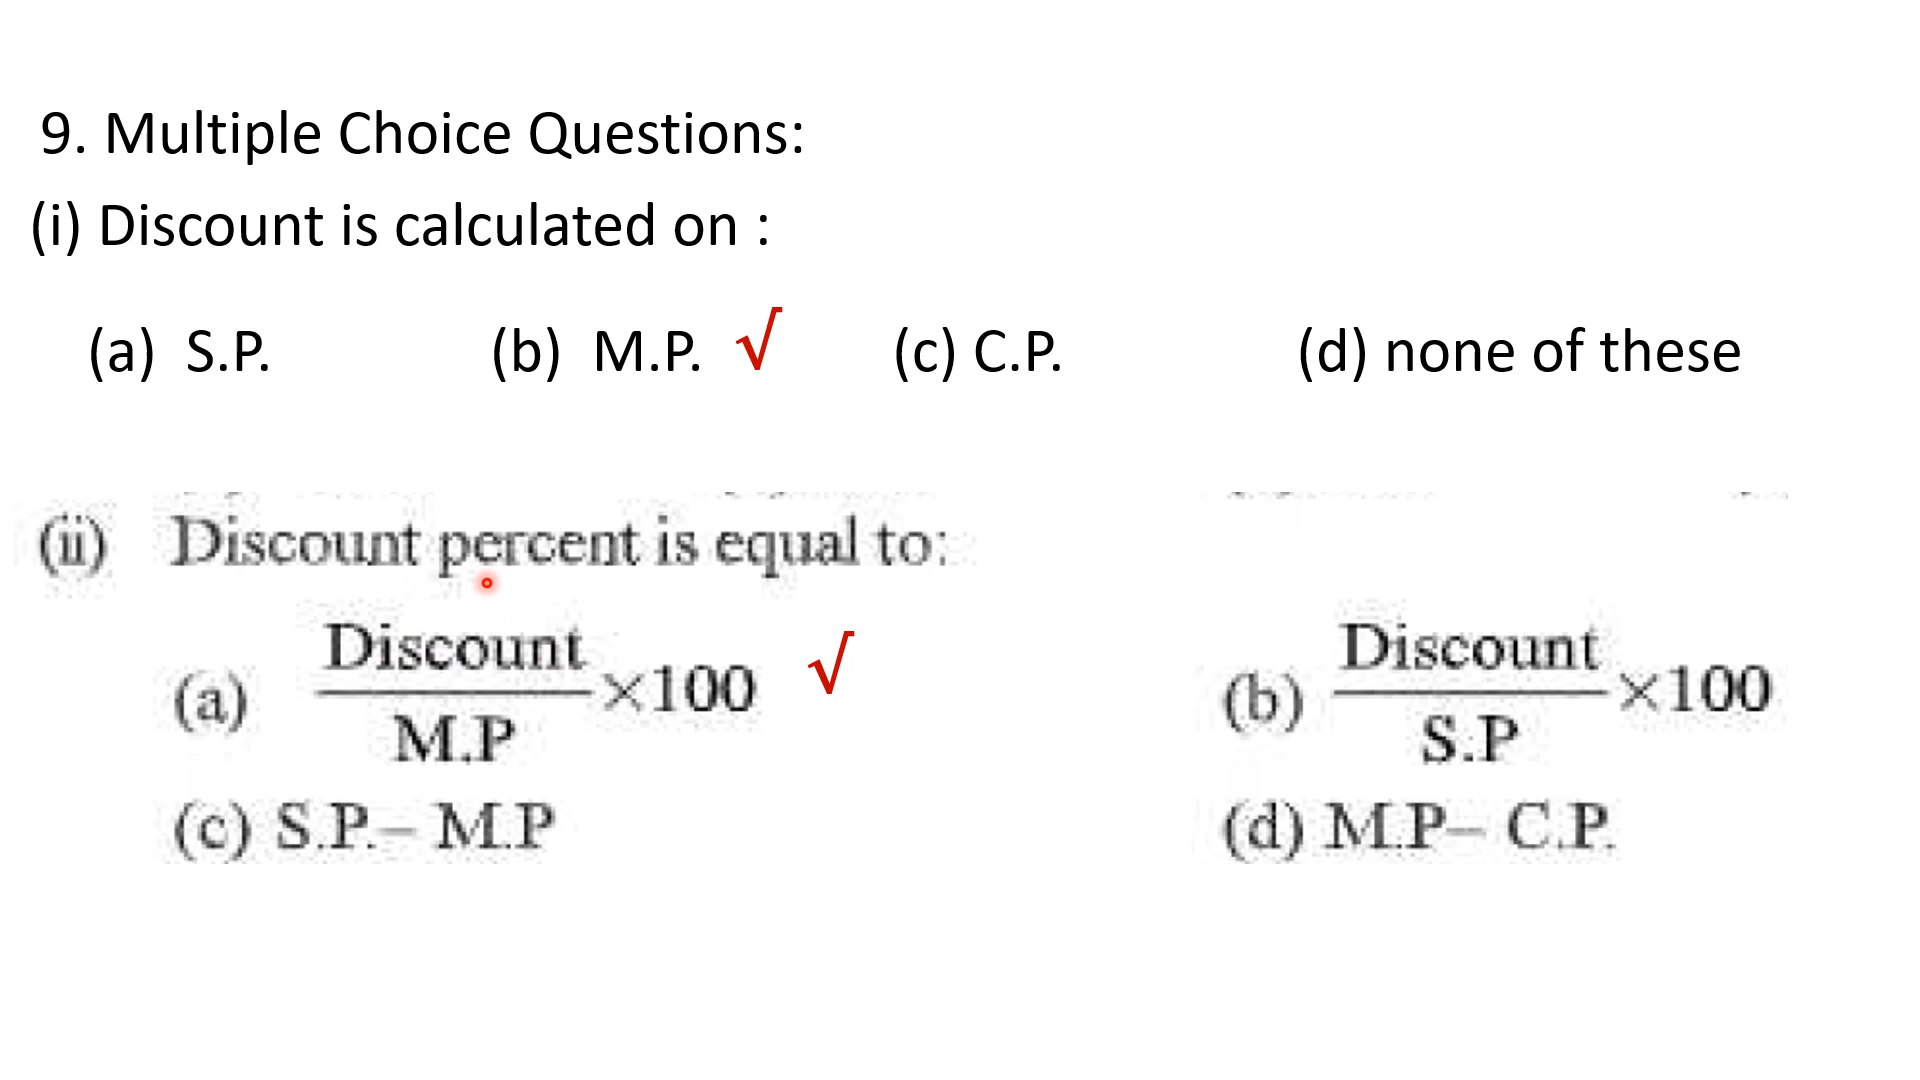 9. Multiple Choice Questions:
(i) Discount is calculated on :
(a) S.P. (b) M.P. √ (c) C.P. (d) none of these
(ii) Discount percent is equal to:
(a) Discount/M.P ×100 √ (b) Discount/S.P ×100
(c) S.P.– M.P (d) M.P– C.P.